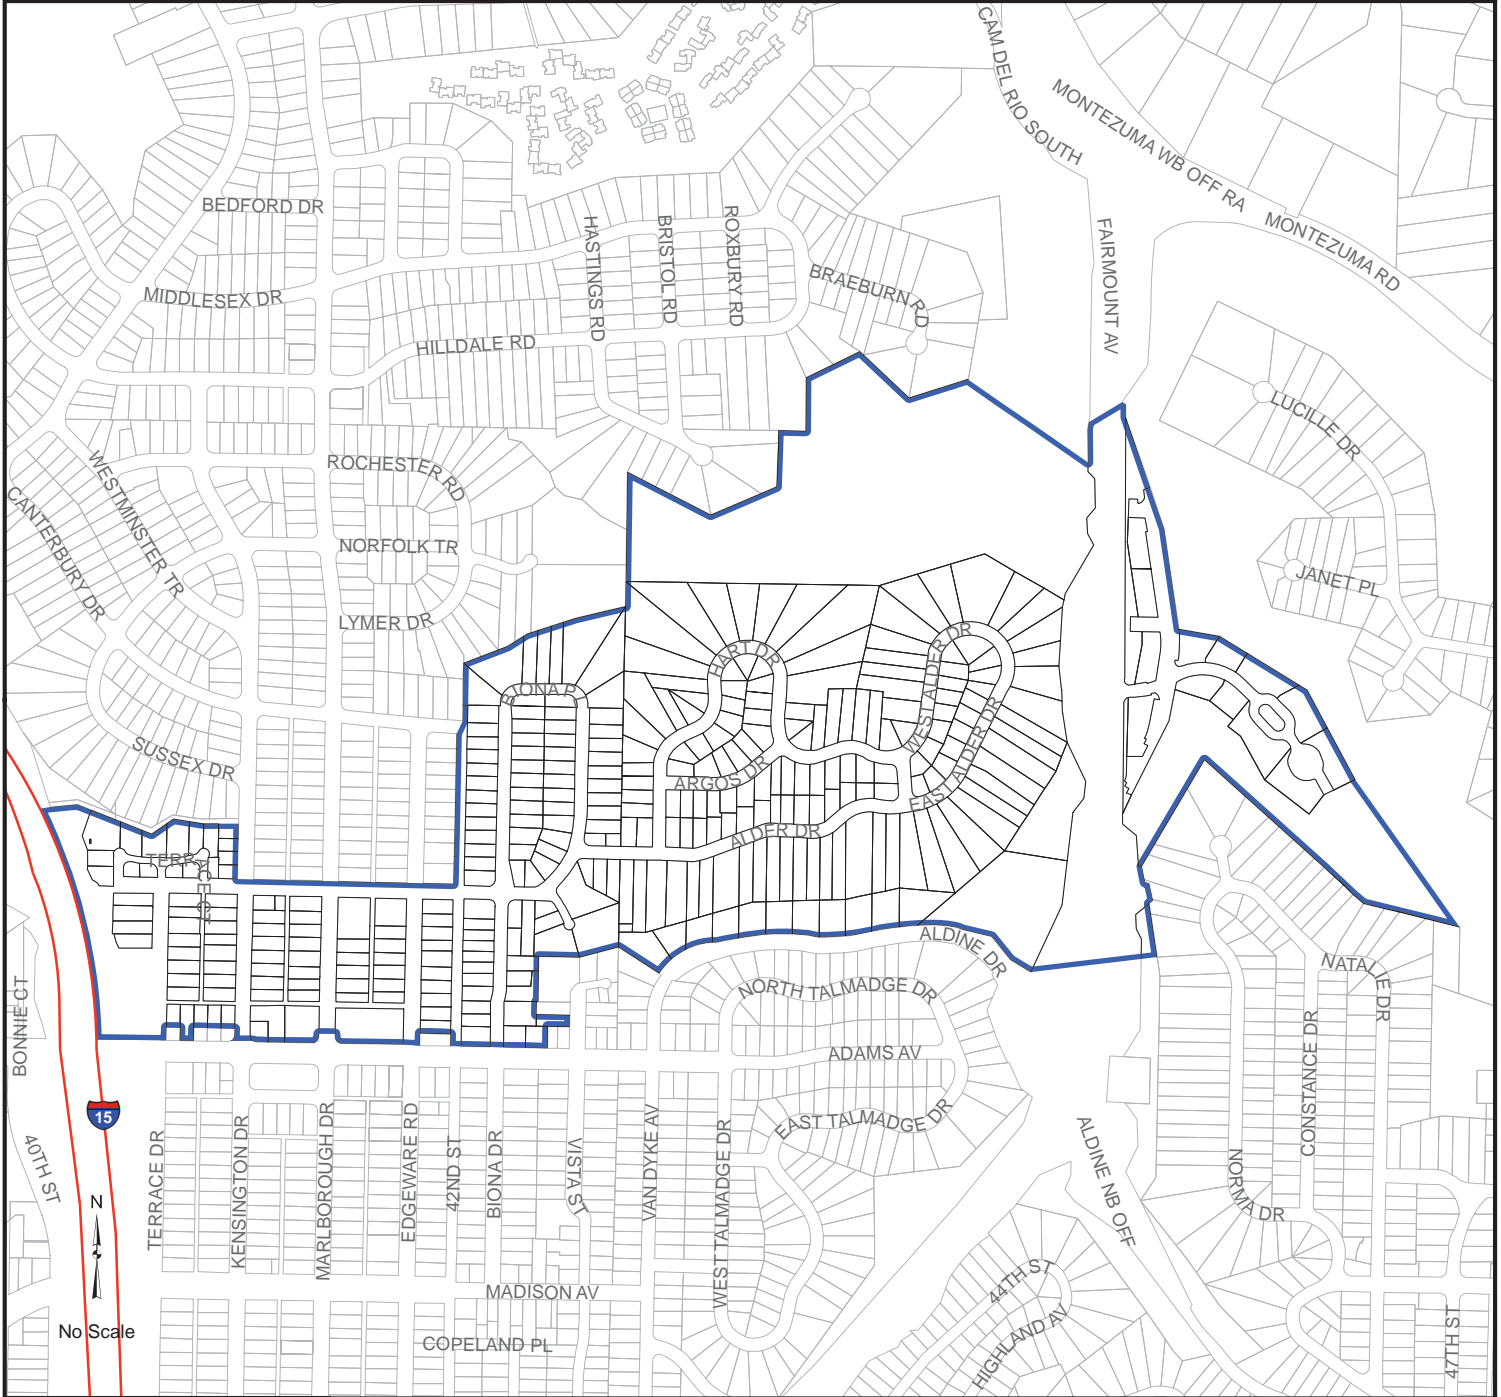 CAM DEL RIO SOUTH
MONTEZUMA WB OFF RA
MONTEZUMA RD
FAIRMOUNT AV
BEDFORD DR
HASTINGS RD
BRISTOL RD
ROXBURY RD
BRAEBURN RD
MIDDLESEX DR
HILLDALE RD
LUCILLE DR
ROCHESTER RD
WESTMINSTER TR
CANTERBURY DR
NORFOLK TR
JANET PL
LYMER DR
HART DR
WEST ALDER DR
BIONA P
EAST ALDER DR
SUSSEX DR
ARGOS DR
ALDER DR
TERRACE CT
ALDINE DR
NATALIE DR
NORTH TALMADGE DR
BONNIE CT
ADAMS AV
CONSTANCE DR
15
EAST TALMADGE DR
40TH ST
TERRACE DR
KENSINGTON DR
MARLBOROUGH DR
EDGEWARE RD
42ND ST
BIONA DR
VISTA ST
VAN DYKE AV
WEST TALMADGE DR
ALDINE NB OFF
NORMA DR
N
44TH ST
MADISON AV
HIGHLAND AV
No Scale
COPELAND PL
47TH ST